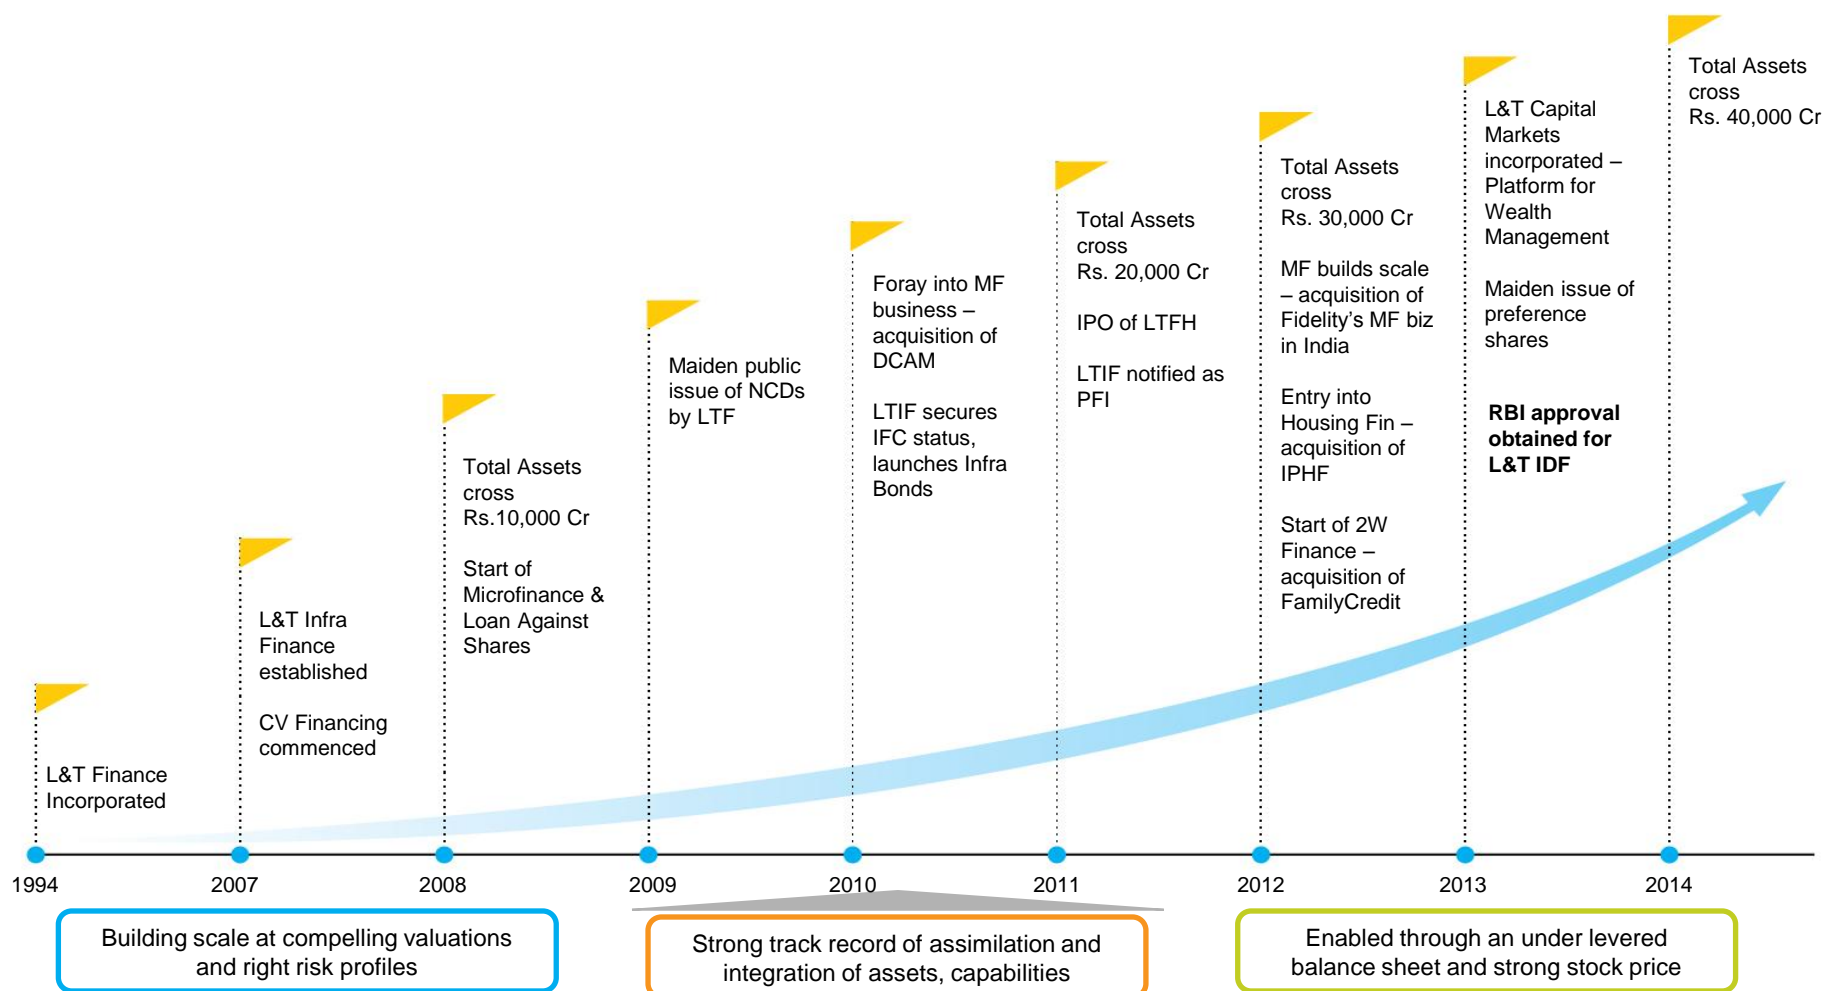 L&T Finance
Incorporated
L&T Infra
Finance
established
CV Financing
commenced
Total Assets
cross
Rs.10,000 Cr
Start of
Microfinance &
Loan Against
Shares
Maiden public
issue of NCDs
by LTF
Foray into MF
business –
acquisition of
DCAM
LTIF secures
IFC status,
launches Infra
Bonds
Total Assets
cross
Rs. 20,000 Cr
IPO of LTFH
LTIF notified as
PFI
Total Assets
cross
Rs. 30,000 Cr
MF builds scale
– acquisition of
Fidelity’s MF biz
in India
Entry into
Housing Fin –
acquisition of
IPHF
Start of 2W
Finance –
acquisition of
FamilyCredit
L&T Capital
Markets
incorporated –
Platform for
Wealth
Management
Maiden issue of
preference
shares
RBI approval
obtained for
L&T IDF
Total Assets
cross
Rs. 40,000 Cr
1994 2007 2008 2009 2010 2011 2012 2013 2014
Building scale at compelling valuations
and right risk profiles
Strong track record of assimilation and
integration of assets, capabilities
Enabled through an under levered
balance sheet and strong stock price